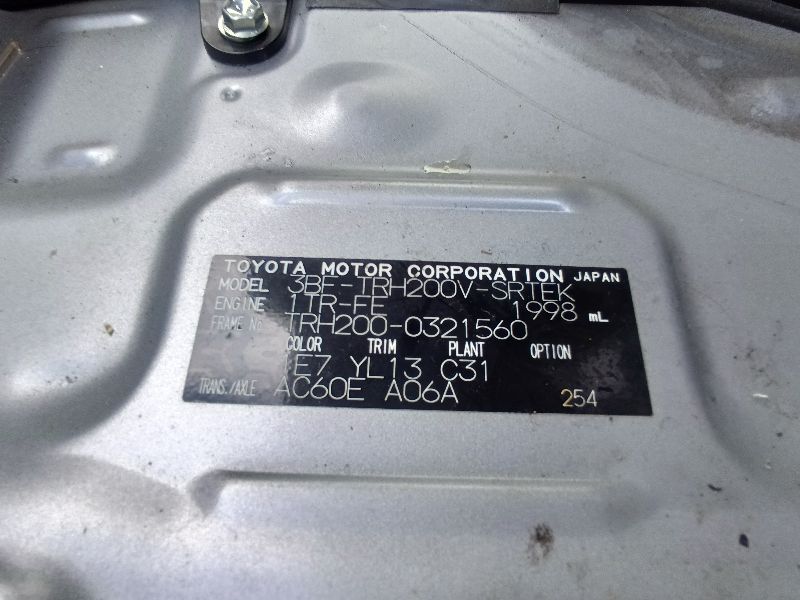 TOYOTA MOTOR CORPORATION JAPAN
MODEL 3BF-TRH200V-SRTEK
ENGINE 1TR-FE 1998 mL
FRAME No. TRH200-0321560
COLOR TRIM PLANT OPTION
E7 YL13 C31
TRANS./AXLE AC60E A06A 254